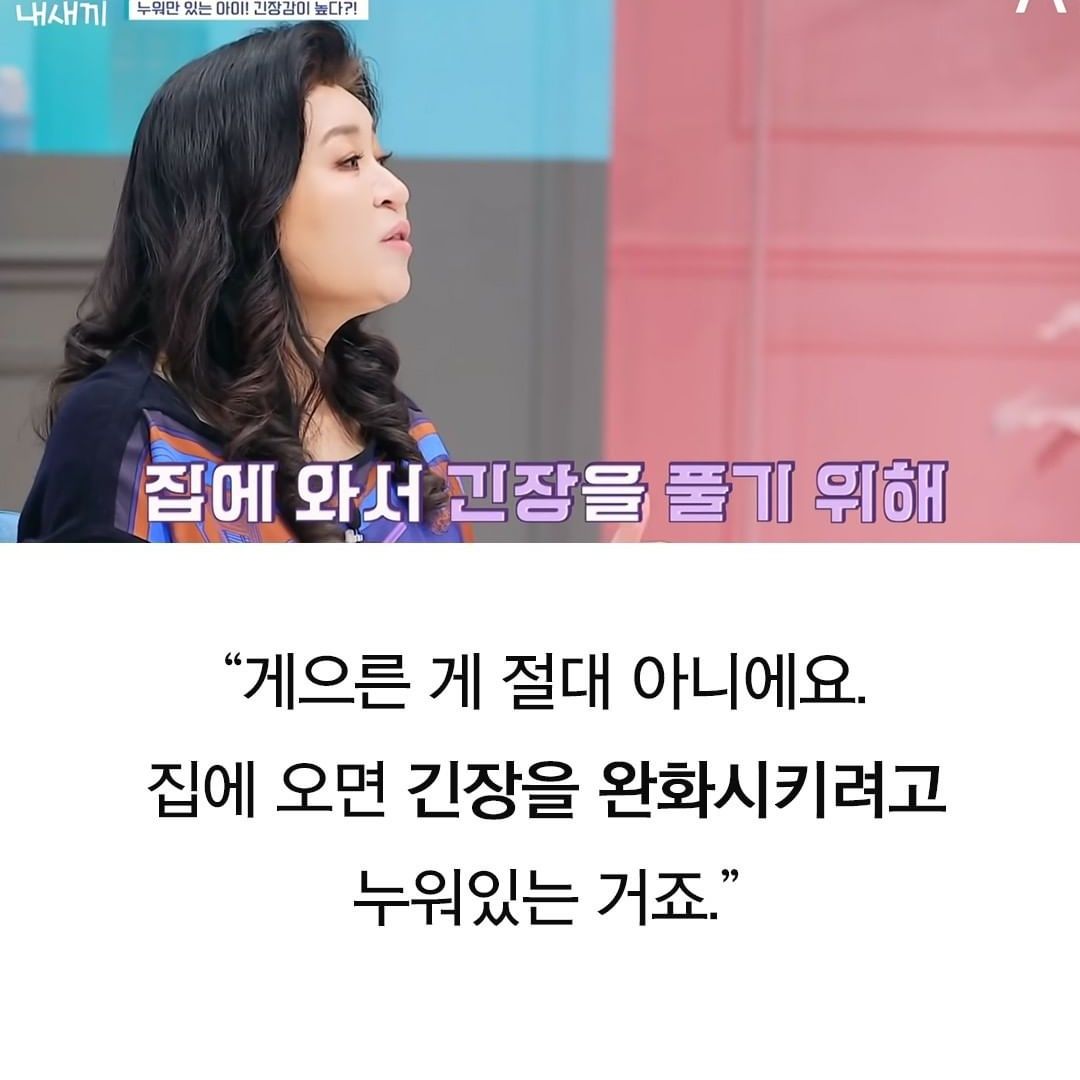 내새끼
누워만 있는 아이! 긴장감이 높다?!
집에 와서 긴장을 풀기 위해
“게으른 게 절대 아니에요.
집에 오면 긴장을 완화시키려고
누워있는 거죠.”